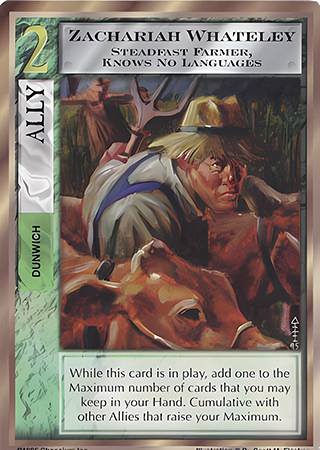 2
ZACHARIAH WHATELEY
STEADFAST FARMER,
KNOWS NO LANGUAGES
ALLY
DUNWICH
While this card is in play, add one to the
Maximum number of cards that you may
keep in your Hand. Cumulative with
other Allies that raise your Maximum.